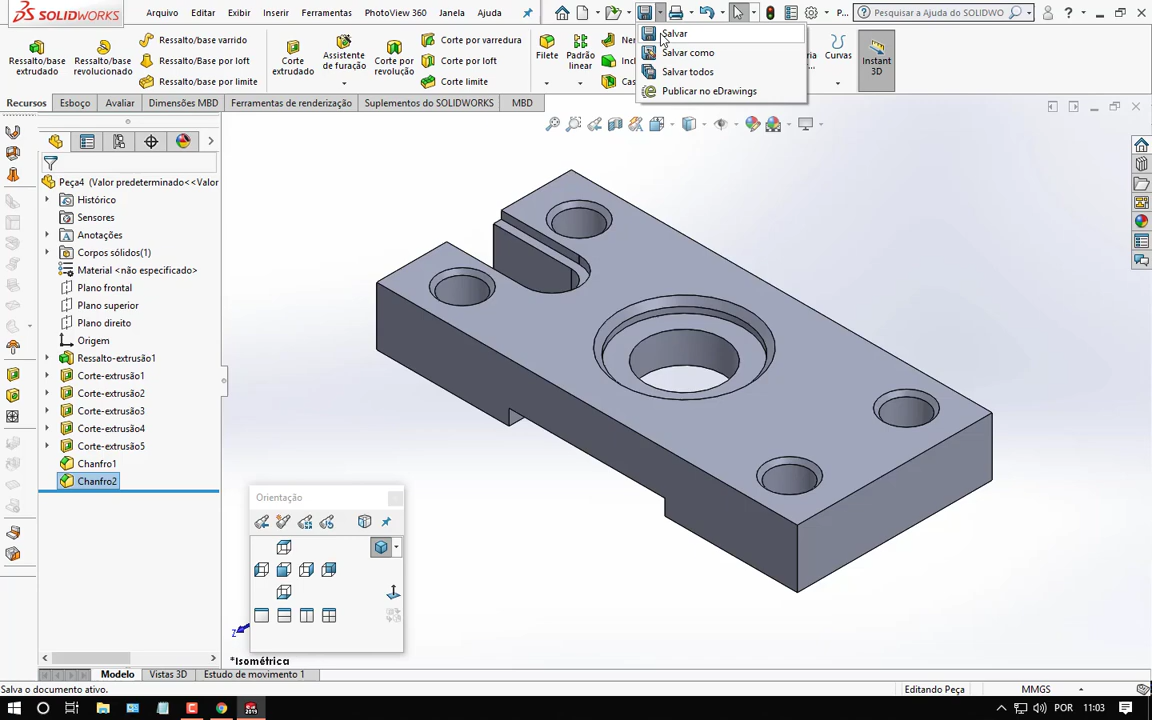 SOLIDWORKS
Arquivo Editar Exibir Inserir Ferramentas PhotoView 360 Janela Ajuda
P...
Pesquisar a Ajuda do SOLIDWO
Ressalto/base extrudado
Ressalto/base revolucionado
Ressalto/base varrido
Ressalto/base por loft
Ressalto/base por limite
Corte extrudado
Assistente de furação
Corte por revolução
Corte por varredura
Corte por loft
Corte limite
Filete
Padrão linear
Curvas
Instant 3D
Salvar
Salvar como
Salvar todos
Publicar no eDrawings
Recursos Esboço Avaliar Dimensões MBD Ferramentas de renderização Suplementos do SOLIDWORKS MBD
Peça4 (Valor predeterminado<<Valor
Histórico
Sensores
Anotações
Corpos sólidos(1)
Material <não especificado>
Plano frontal
Plano superior
Plano direito
Origem
Ressalto-extrusão1
Corte-extrusão1
Corte-extrusão2
Corte-extrusão3
Corte-extrusão4
Corte-extrusão5
Chanfro1
Chanfro2
Orientação
Z
*Isométrica
Modelo Vistas 3D Estudo de movimento 1
Salva o documento ativo.
Editando Peça
MMGS
2019
POR
11:03